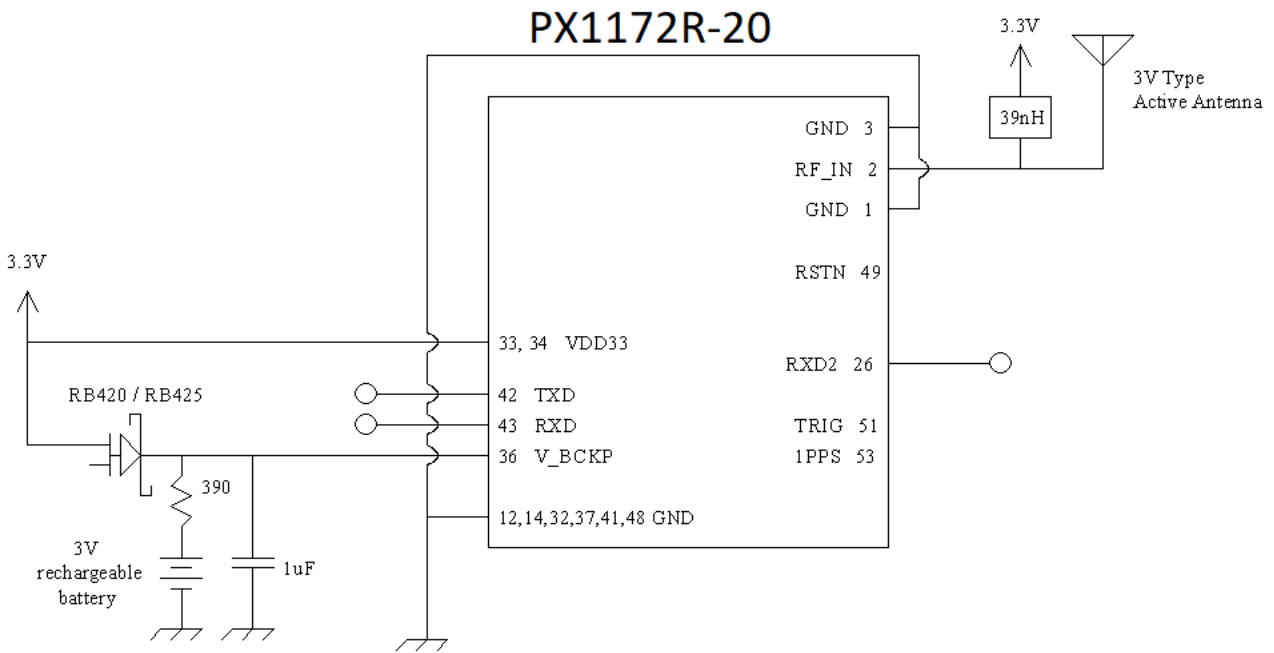 PX1172R-20
3.3V
3V Type
Active Antenna
39nH
GND 3
RF_IN 2
GND 1
RSTN 49
3.3V
33, 34 VDD33
RXD2 26
RB420 / RB425
42 TXD
43 RXD
TRIG 51
36 V_BCKP
1PPS 53
390
12,14,32,37,41,48 GND
3V
rechargeable
battery
1uF